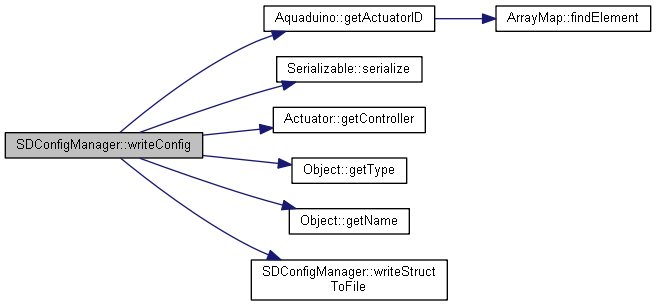 Aquaduino::getActuatorID
ArrayMap::findElement
Serializable::serialize
Actuator::getController
SDConfigManager::writeConfig
Object::getType
Object::getName
SDConfigManager::writeStruct
ToFile